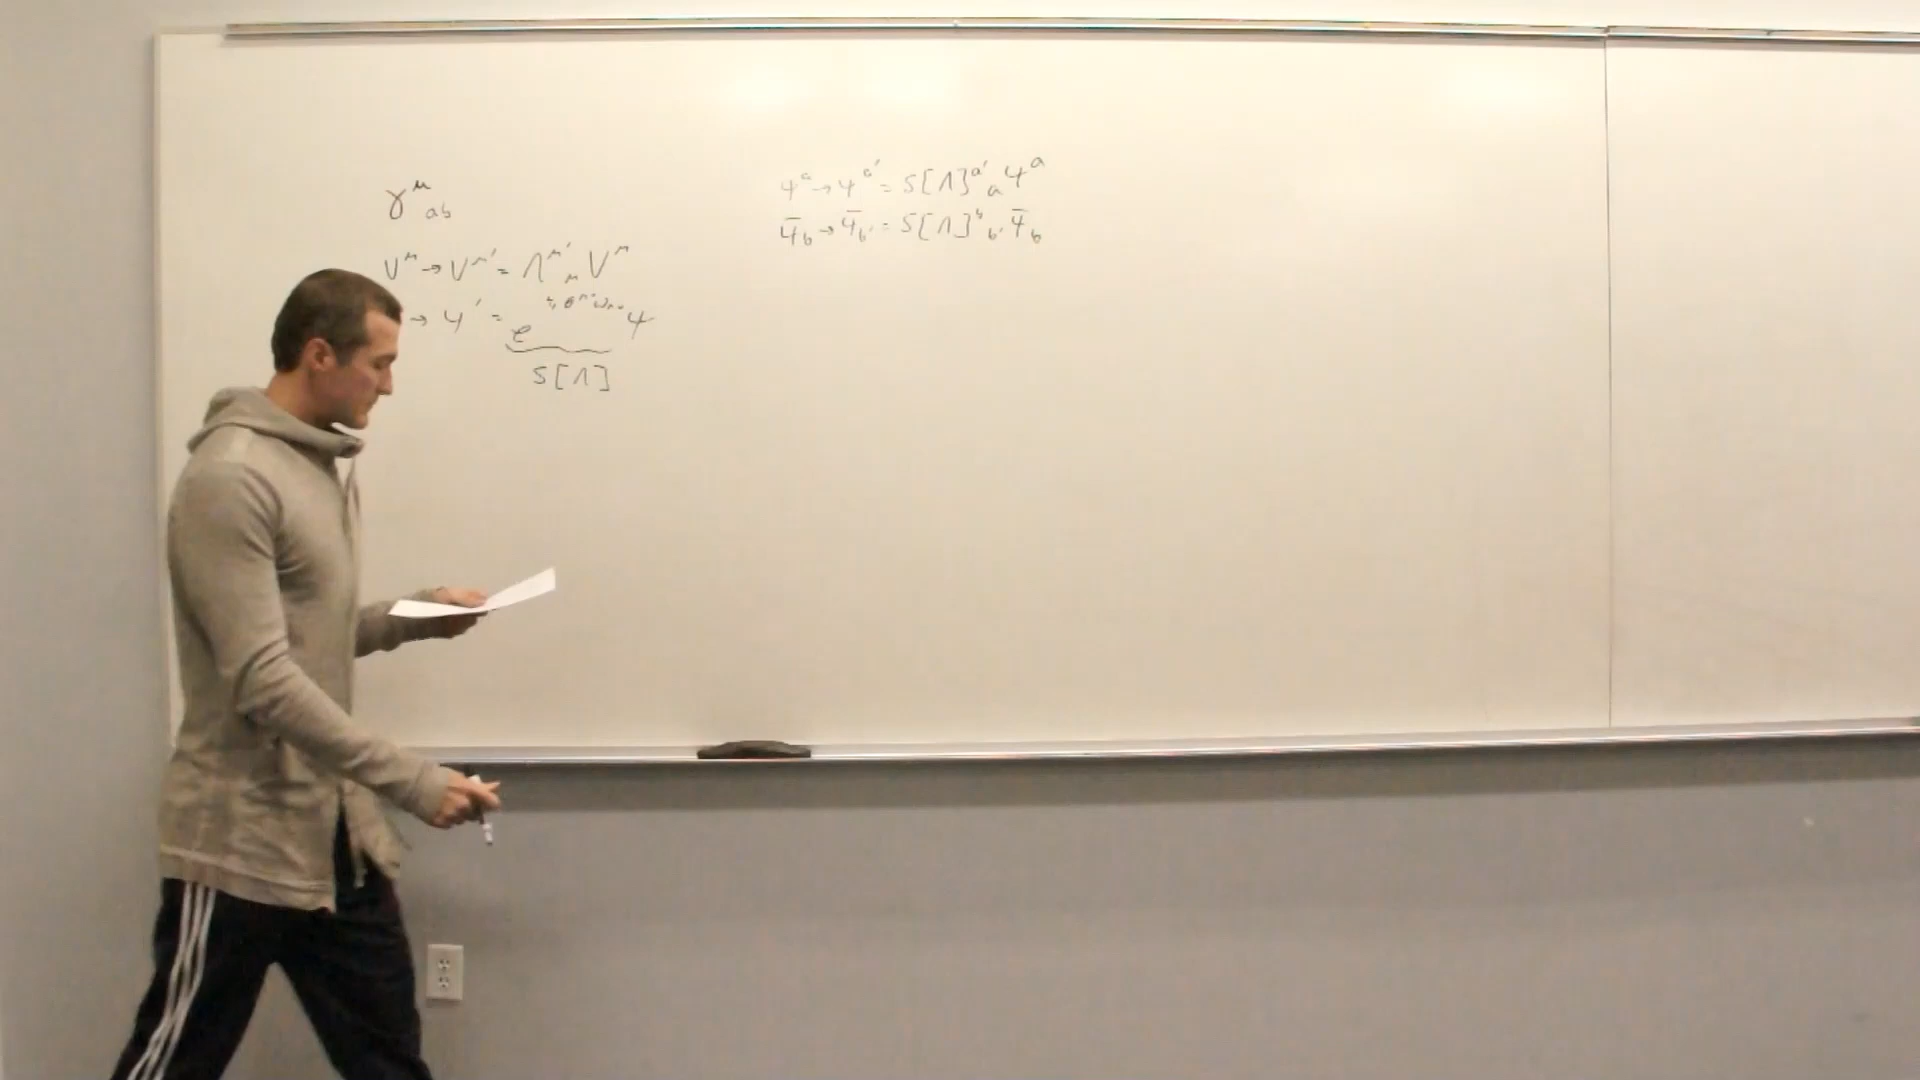 γ^μ_ab
V^μ → V^μ' = Λ^μ'_μ V^μ
→ ψ' = e ψ
S[Λ]
ψ^a → ψ^a' = S[Λ]^a'_a ψ^a
ψ̄_b → ψ̄_b' = S[Λ]^b_b' ψ̄_b